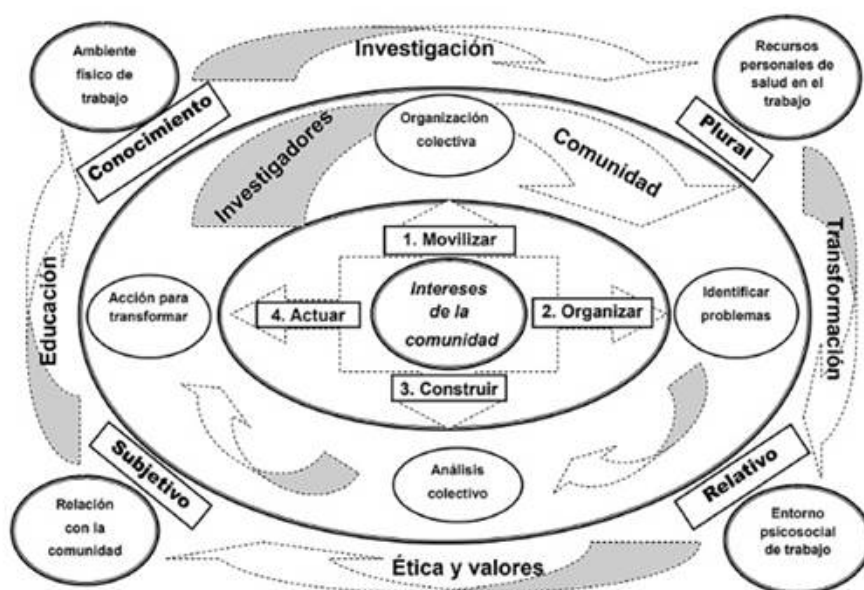 Ambiente
físico de
trabajo
Investigación
Recursos
personales de
salud en el
trabajo
Conocimiento
Plural
Investigadores
Organización
colectiva
Comunidad
1. Movilizar
Educación
Transformación
Acción para
transformar
4. Actuar
Intereses
de la
comunidad
2. Organizar
Identificar
problemas
3. Construir
Subjetivo
Análisis
colectivo
Relativo
Relación
con la
comunidad
Ética y valores
Entorno
psicosocial
de trabajo